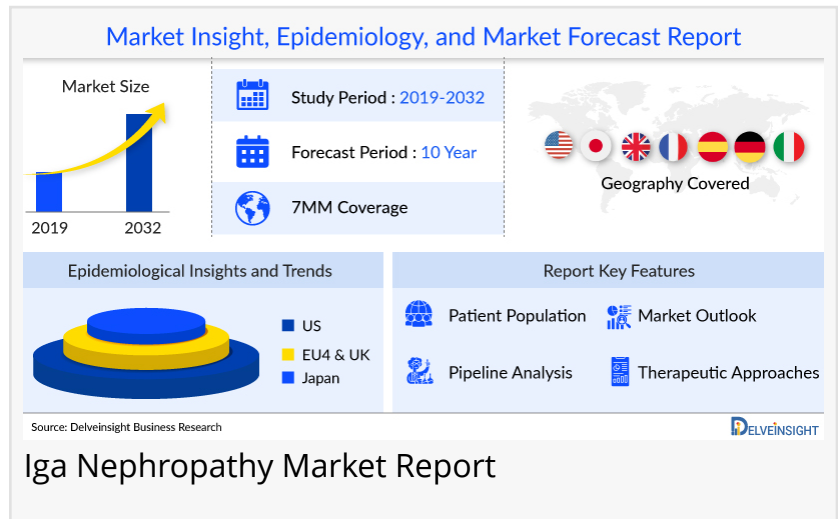 Market Insight, Epidemiology, and Market Forecast Report
Market Size
2019
2032
Study Period : 2019-2032
Forecast Period : 10 Year
7MM Coverage
Geography Covered
Epidemiological Insights and Trends
US
EU4 & UK
Japan
Report Key Features
Patient Population
Market Outlook
Pipeline Analysis
Therapeutic Approaches
Source: Delveinsight Business Research
DELVEINSIGHT
Iga Nephropathy Market Report